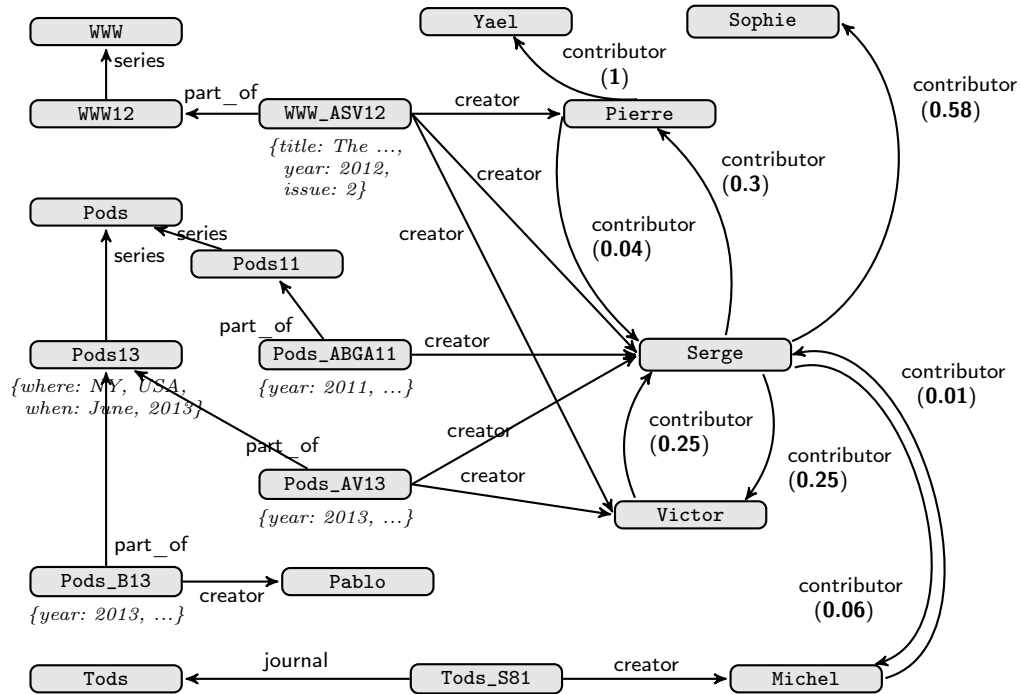 Yael
Sophie
WWW
contributor
(1)
series
contributor
(0.58)
part_of
creator
WWW12
WWW_ASV12
Pierre
{title: The ...,
year: 2012,
issue: 2}
contributor
(0.3)
creator
Pods
creator
contributor
(0.04)
series
series
Pods11
part_of
creator
Pods13
Pods_ABGA11
Serge
{where: NY, USA,
when: June, 2013}
{year: 2011, ...}
contributor
(0.01)
contributor
(0.25)
creator
part_of
creator
contributor
(0.25)
Pods_AV13
{year: 2013, ...}
Victor
part_of
Pods_B13
creator
Pablo
{year: 2013, ...}
contributor
(0.06)
journal
creator
Tods
Tods_S81
Michel